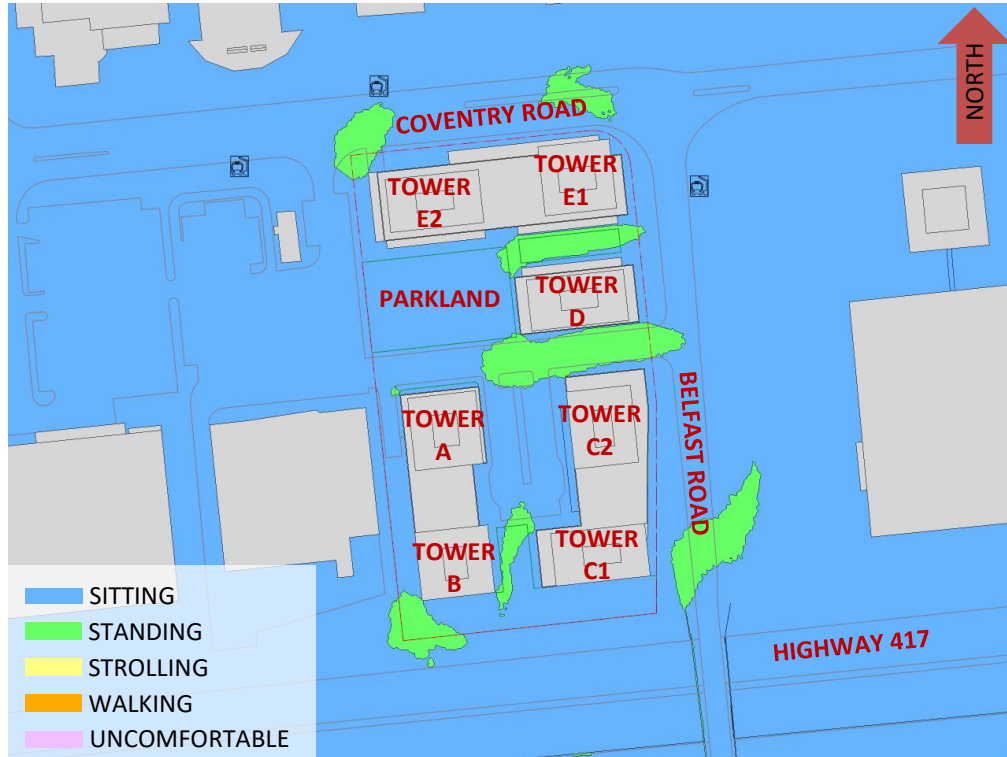 NORTH
COVENTRY ROAD
TOWER
E2
TOWER
E1
PARKLAND
TOWER
D
TOWER
A
TOWER
C2
BELFAST ROAD
TOWER
B
TOWER
C1
HIGHWAY 417
SITTING
STANDING
STROLLING
WALKING
UNCOMFORTABLE